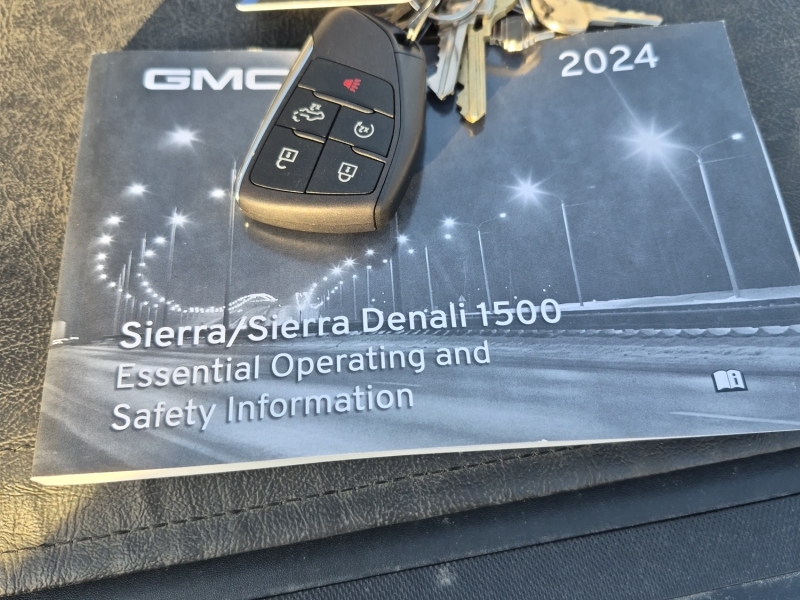 GMC
2024
Sierra/Sierra Denali 1500
Essential Operating and
Safety Information